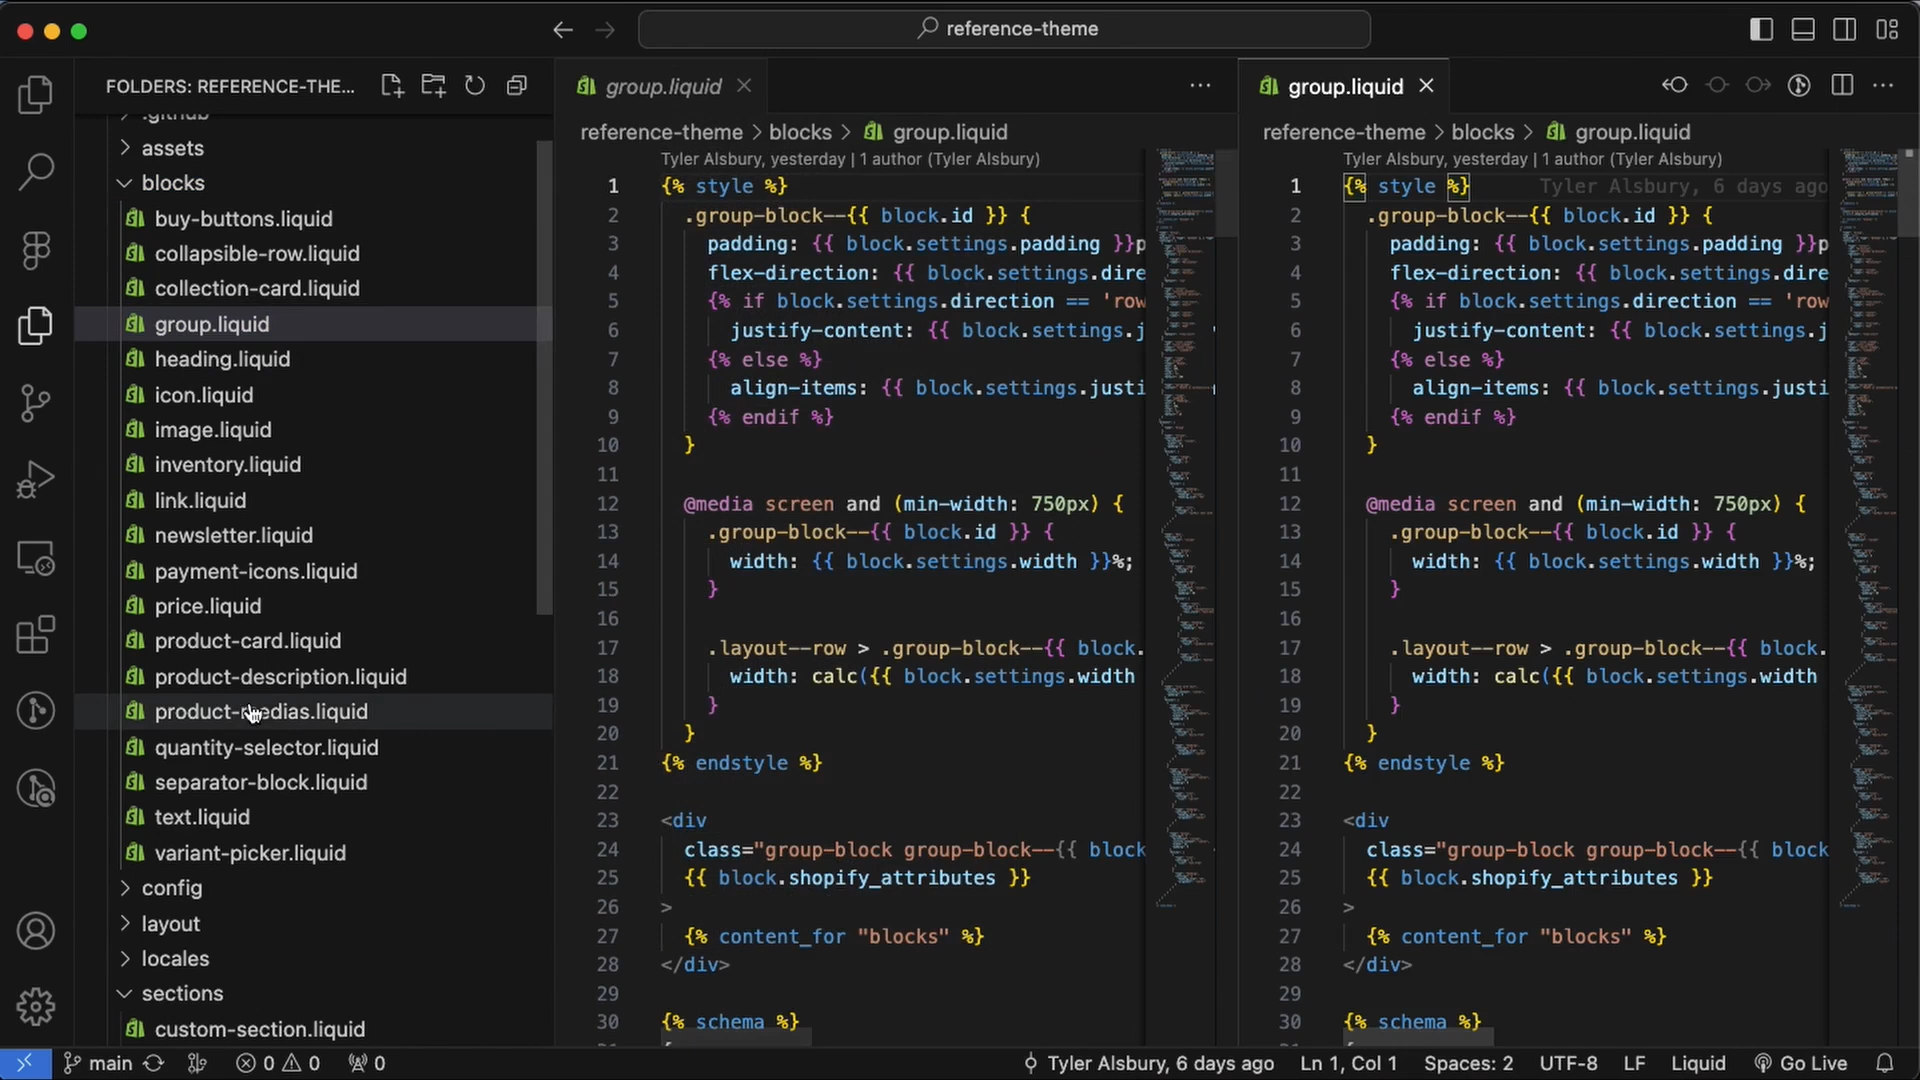 reference-theme
FOLDERS: REFERENCE-THE...
.github
assets
blocks
buy-buttons.liquid
collapsible-row.liquid
collection-card.liquid
group.liquid
heading.liquid
icon.liquid
image.liquid
inventory.liquid
link.liquid
newsletter.liquid
payment-icons.liquid
price.liquid
product-card.liquid
product-description.liquid
product-medias.liquid
quantity-selector.liquid
separator-block.liquid
text.liquid
variant-picker.liquid
config
layout
locales
sections
custom-section.liquid
group.liquid
reference-theme > blocks > group.liquid
Tyler Alsbury, yesterday | 1 author (Tyler Alsbury)
1 {% style %}
2 .group-block--{{ block.id }} {
3 padding: {{ block.settings.padding }}p
4 flex-direction: {{ block.settings.dire
5 {% if block.settings.direction == 'row
6 justify-content: {{ block.settings.j
7 {% else %}
8 align-items: {{ block.settings.justi
9 {% endif %}
10 }
11
12 @media screen and (min-width: 750px) {
13 .group-block--{{ block.id }} {
14 width: {{ block.settings.width }}%;
15 }
16
17 .layout--row > .group-block--{{ block.
18 width: calc({{ block.settings.width
19 }
20 }
21 {% endstyle %}
22
23 <div
24 class="group-block group-block--{{ block
25 {{ block.shopify_attributes }}
26 >
27 {% content_for "blocks" %}
28 </div>
29
30 {% schema %}
group.liquid
reference-theme > blocks > group.liquid
Tyler Alsbury, yesterday | 1 author (Tyler Alsbury)
1 {% style %} Tyler Alsbury, 6 days ago
2 .group-block--{{ block.id }} {
3 padding: {{ block.settings.padding }}p
4 flex-direction: {{ block.settings.dire
5 {% if block.settings.direction == 'row
6 justify-content: {{ block.settings.j
7 {% else %}
8 align-items: {{ block.settings.justi
9 {% endif %}
10 }
11
12 @media screen and (min-width: 750px) {
13 .group-block--{{ block.id }} {
14 width: {{ block.settings.width }}%;
15 }
16
17 .layout--row > .group-block--{{ block.
18 width: calc({{ block.settings.width
19 }
20 }
21 {% endstyle %}
22
23 <div
24 class="group-block group-block--{{ block
25 {{ block.shopify_attributes }}
26 >
27 {% content_for "blocks" %}
28 </div>
29
30 {% schema %}
main 0 0 0 Tyler Alsbury, 6 days ago Ln 1, Col 1 Spaces: 2 UTF-8 LF Liquid Go Live